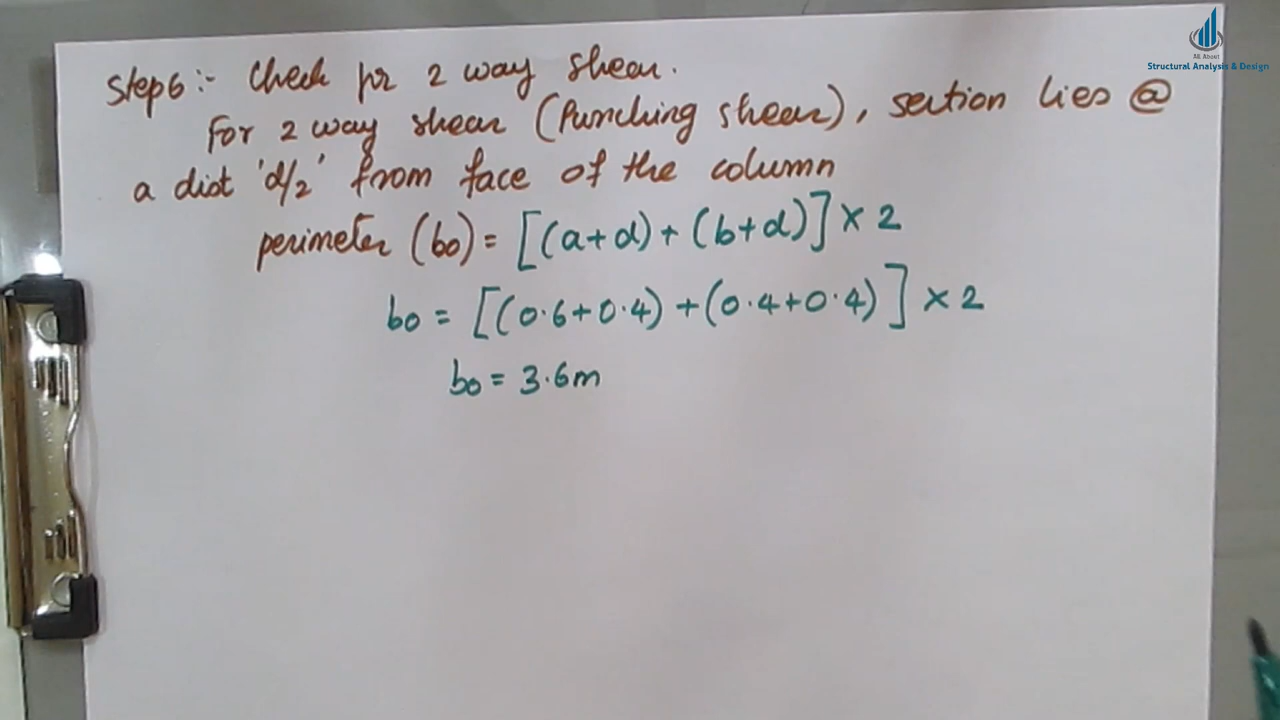 Step6:- Check for 2 way shear.
For 2 way shear (Punching shear), section lies @
a dist 'd/2' from face of the column
perimeter (bo) = [(a+d) + (b+d)] × 2
bo = [(0.6+0.4) + (0.4+0.4)] × 2
bo = 3.6m
All About
Structural Analysis & Design